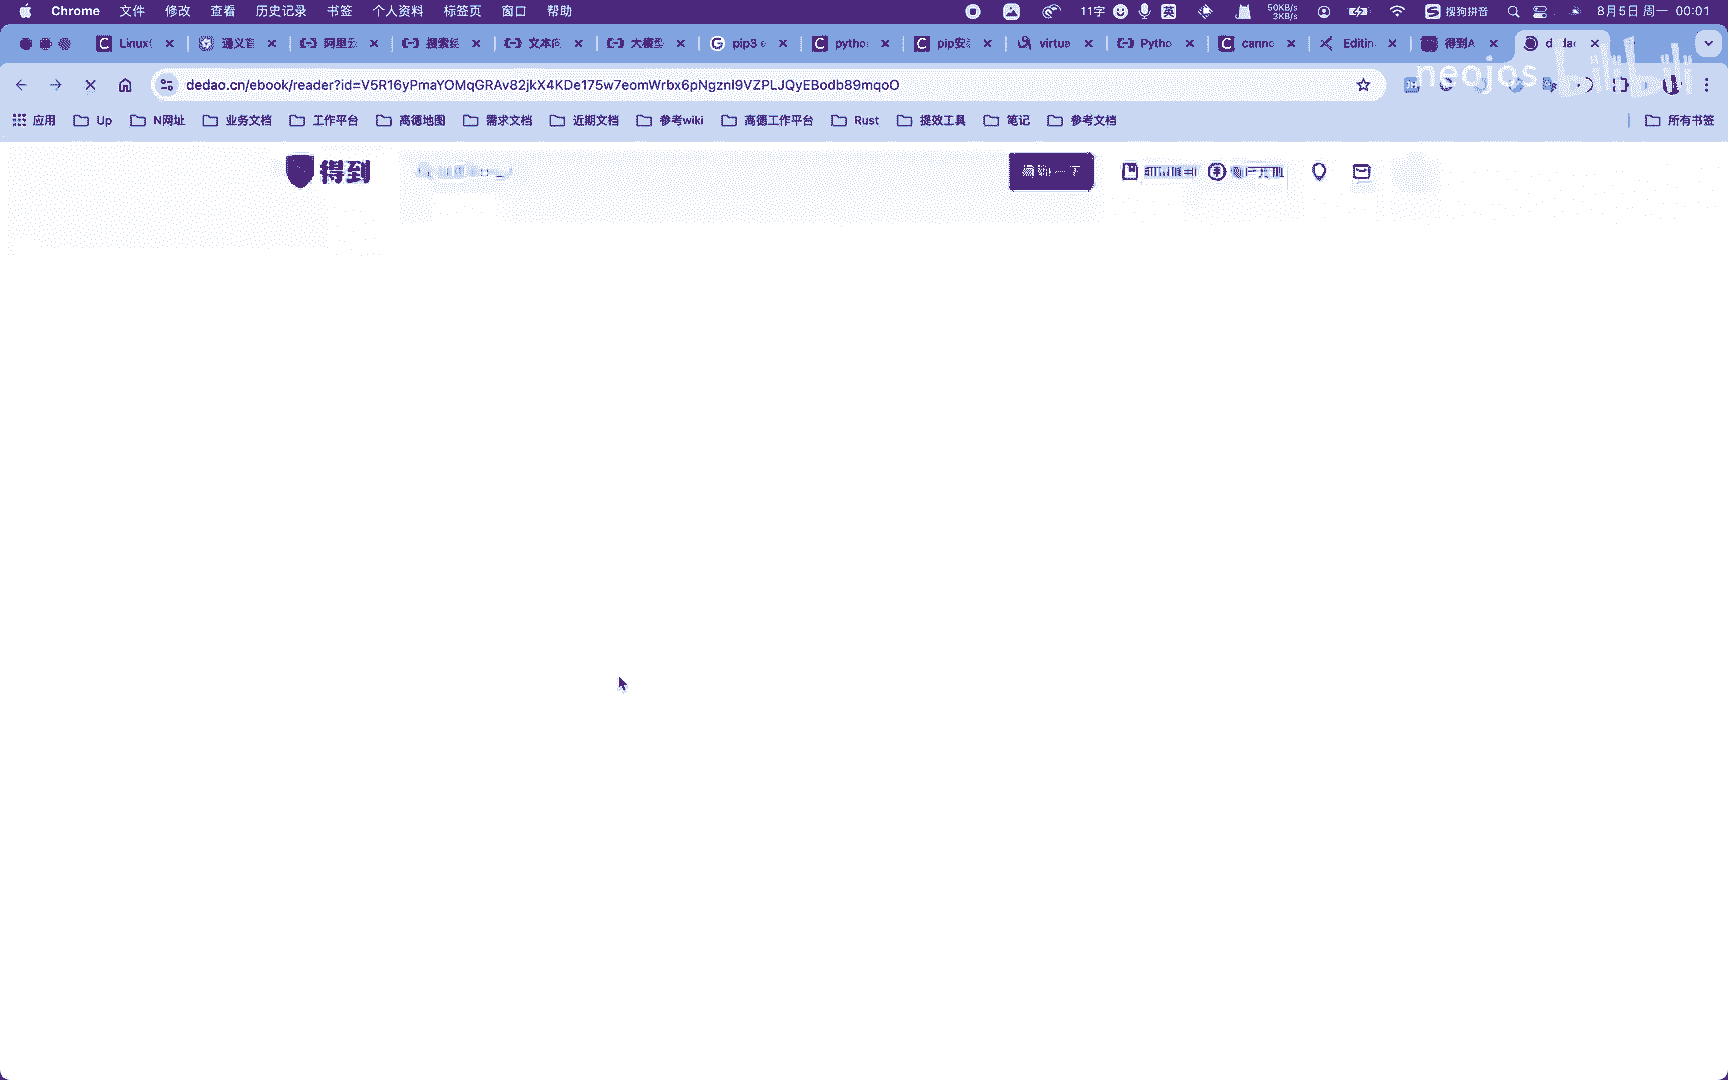 Chrome 文件 修改 查看 历史记录 书签 个人资料 标签页 窗口 帮助 11字 英 50KB/s 3KB/s S 搜狗拼音 8月5日 周一 00:01
Linux 通义官 阿里云 搜索结 文本向 大模型 pip3 python pip安 virtua Pytho canno Editin 得到A
neojos bilibili
dedao.cn/ebook/reader?id=V5R16yPmaYOMqGRAv82jkX4KDe175w7eomWrbx6pNgznl9VZPLJQyEBodb89mqoO
应用 Up N网址 业务文档 工作平台 高德地图 需求文档 近期文档 参考wiki 高德工作平台 Rust 提效工具 笔记 参考文档 所有书签
得到